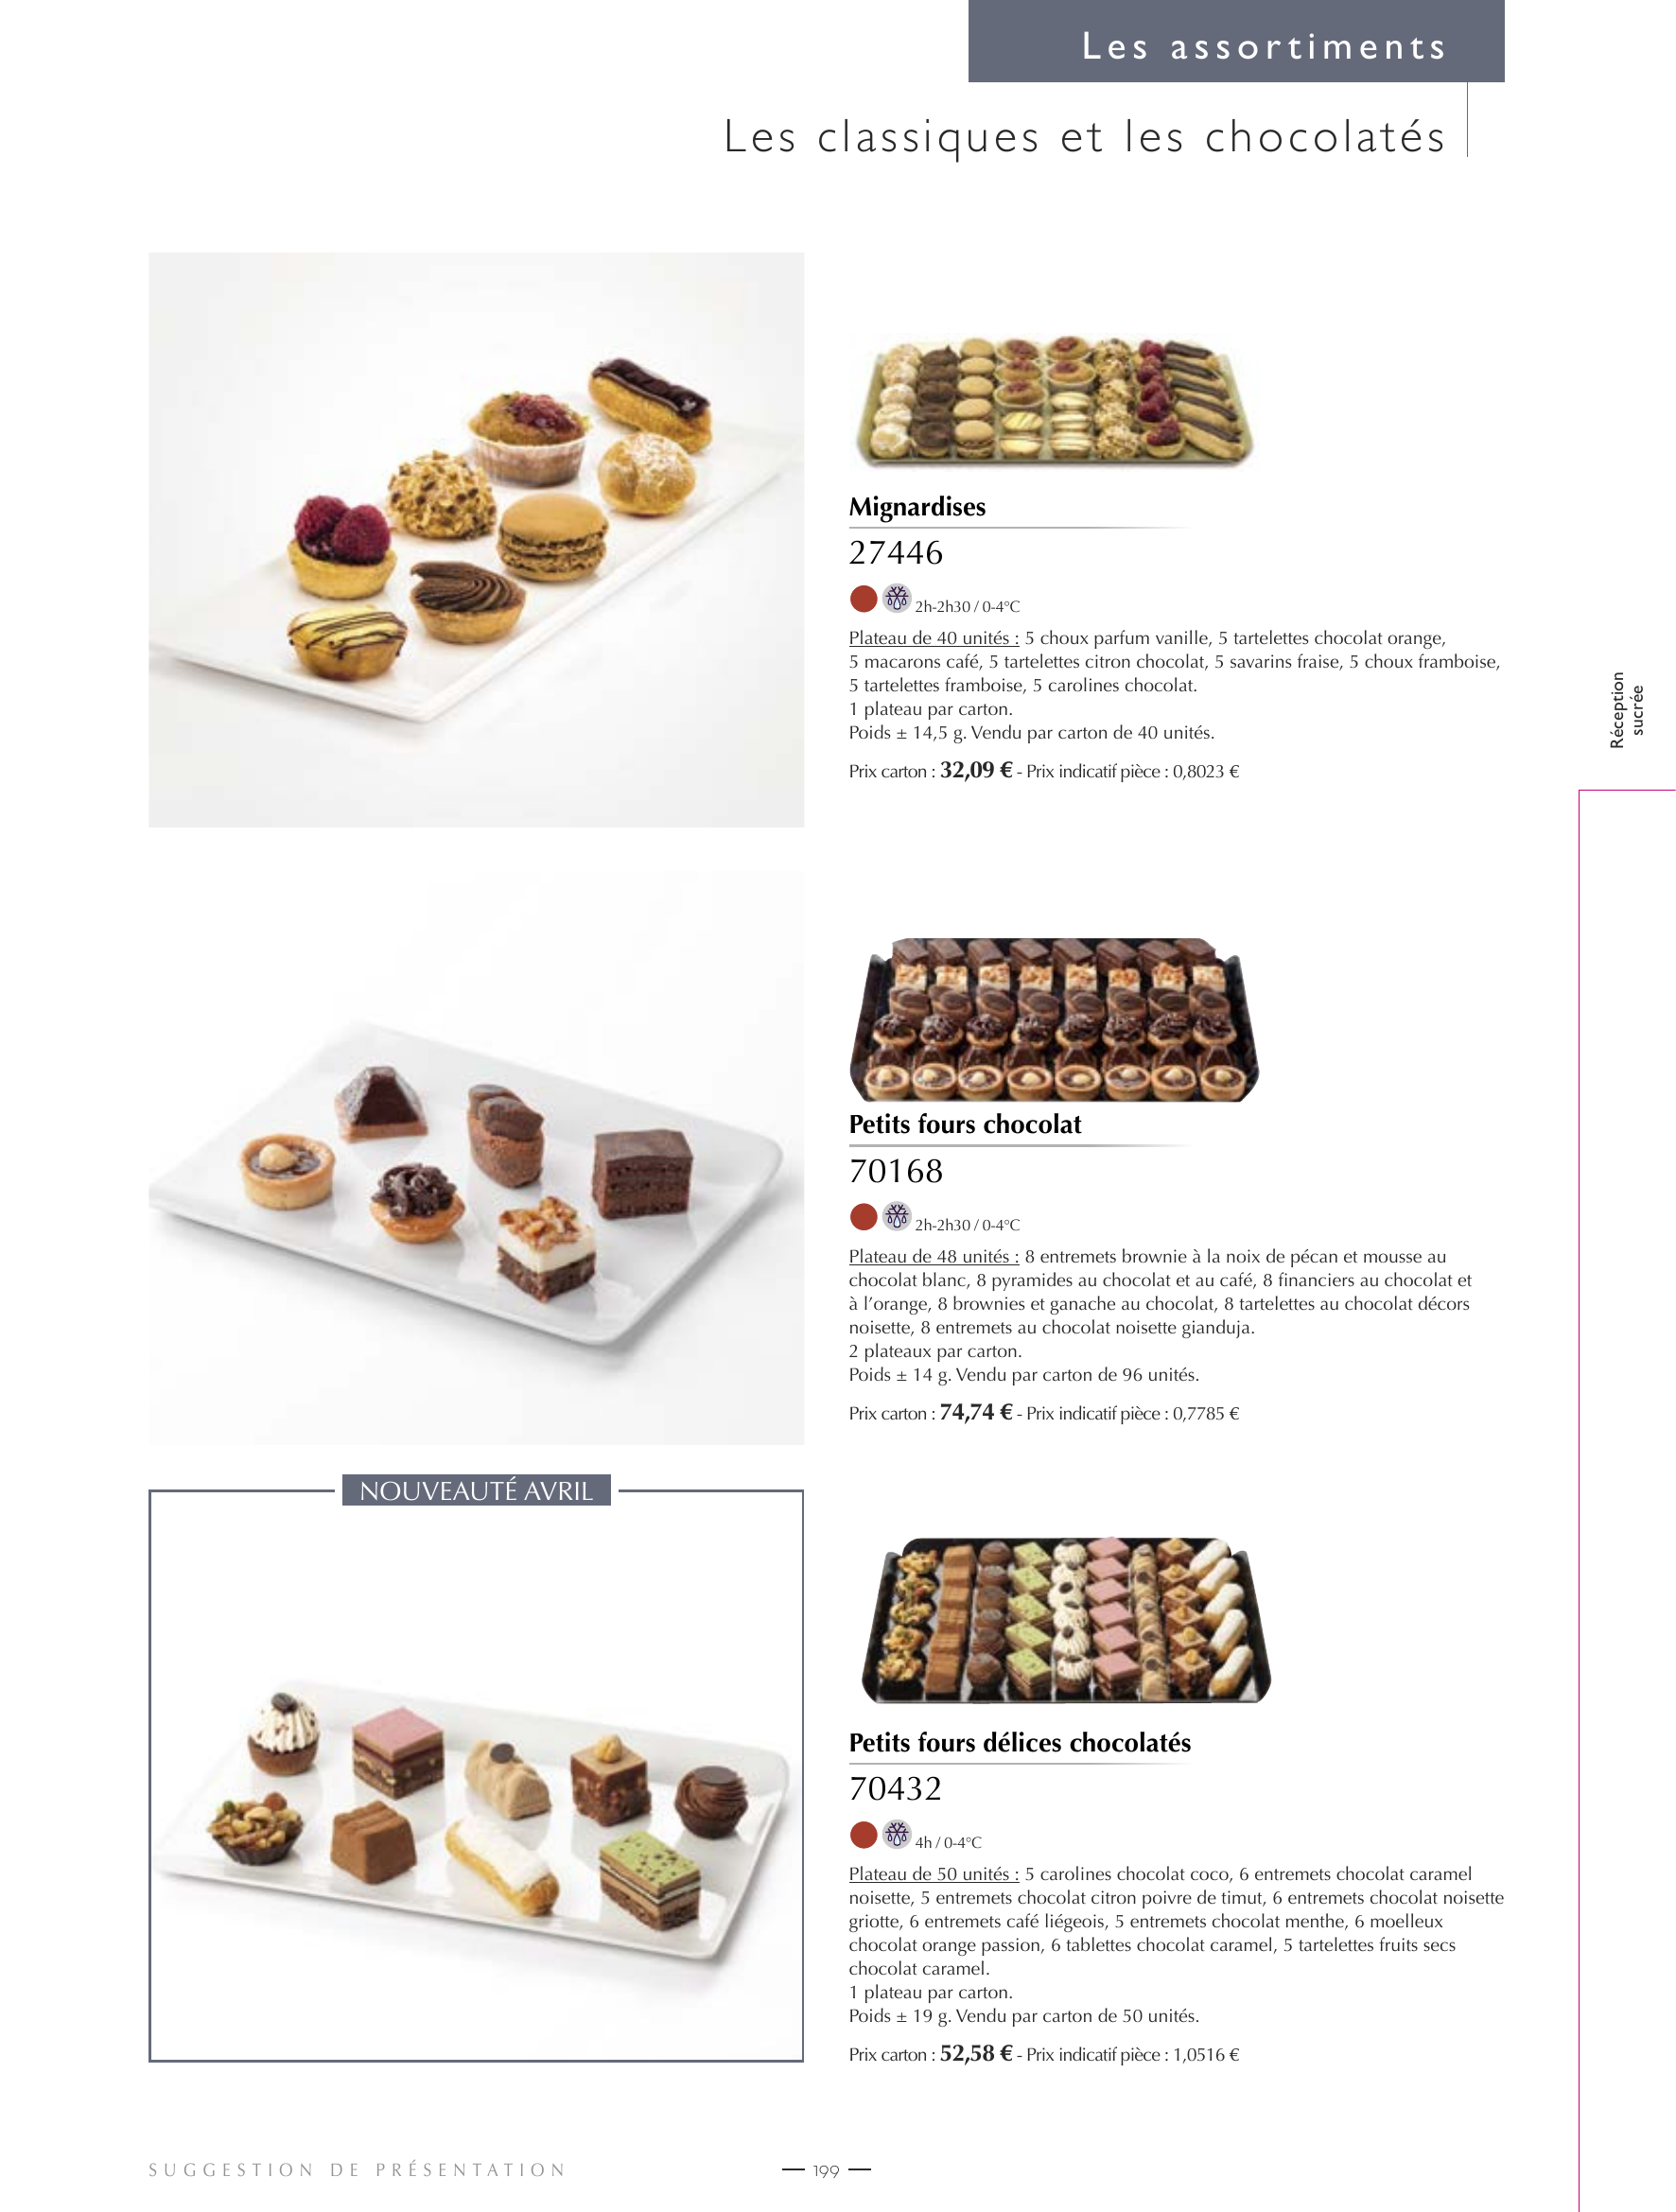 Les assortiments
Les classiques et les chocolatés
Mignardises
27446
2h-2h30 / 0-4°C
Plateau de 40 unités : 5 choux parfum vanille, 5 tartelettes chocolat orange,
5 macarons café, 5 tartelettes citron chocolat, 5 savarins fraise, 5 choux framboise,
5 tartelettes framboise, 5 carolines chocolat.
1 plateau par carton.
Poids ± 14,5 g. Vendu par carton de 40 unités.
Prix carton : 32,09 € - Prix indicatif pièce : 0,8023 €
Réception
sucrée
Petits fours chocolat
70168
2h-2h30 / 0-4°C
Plateau de 48 unités : 8 entremets brownie à la noix de pécan et mousse au
chocolat blanc, 8 pyramides au chocolat et au café, 8 financiers au chocolat et
à l’orange, 8 brownies et ganache au chocolat, 8 tartelettes au chocolat décors
noisette, 8 entremets au chocolat noisette gianduja.
2 plateaux par carton.
Poids ± 14 g. Vendu par carton de 96 unités.
Prix carton : 74,74 € - Prix indicatif pièce : 0,7785 €
NOUVEAUTÉ AVRIL
Petits fours délices chocolatés
70432
4h / 0-4°C
Plateau de 50 unités : 5 carolines chocolat coco, 6 entremets chocolat caramel
noisette, 5 entremets chocolat citron poivre de timut, 6 entremets chocolat noisette
griotte, 6 entremets café liégeois, 5 entremets chocolat menthe, 6 moelleux
chocolat orange passion, 6 tablettes chocolat caramel, 5 tartelettes fruits secs
chocolat caramel.
1 plateau par carton.
Poids ± 19 g. Vendu par carton de 50 unités.
Prix carton : 52,58 € - Prix indicatif pièce : 1,0516 €
SUGGESTION DE PRÉSENTATION
199